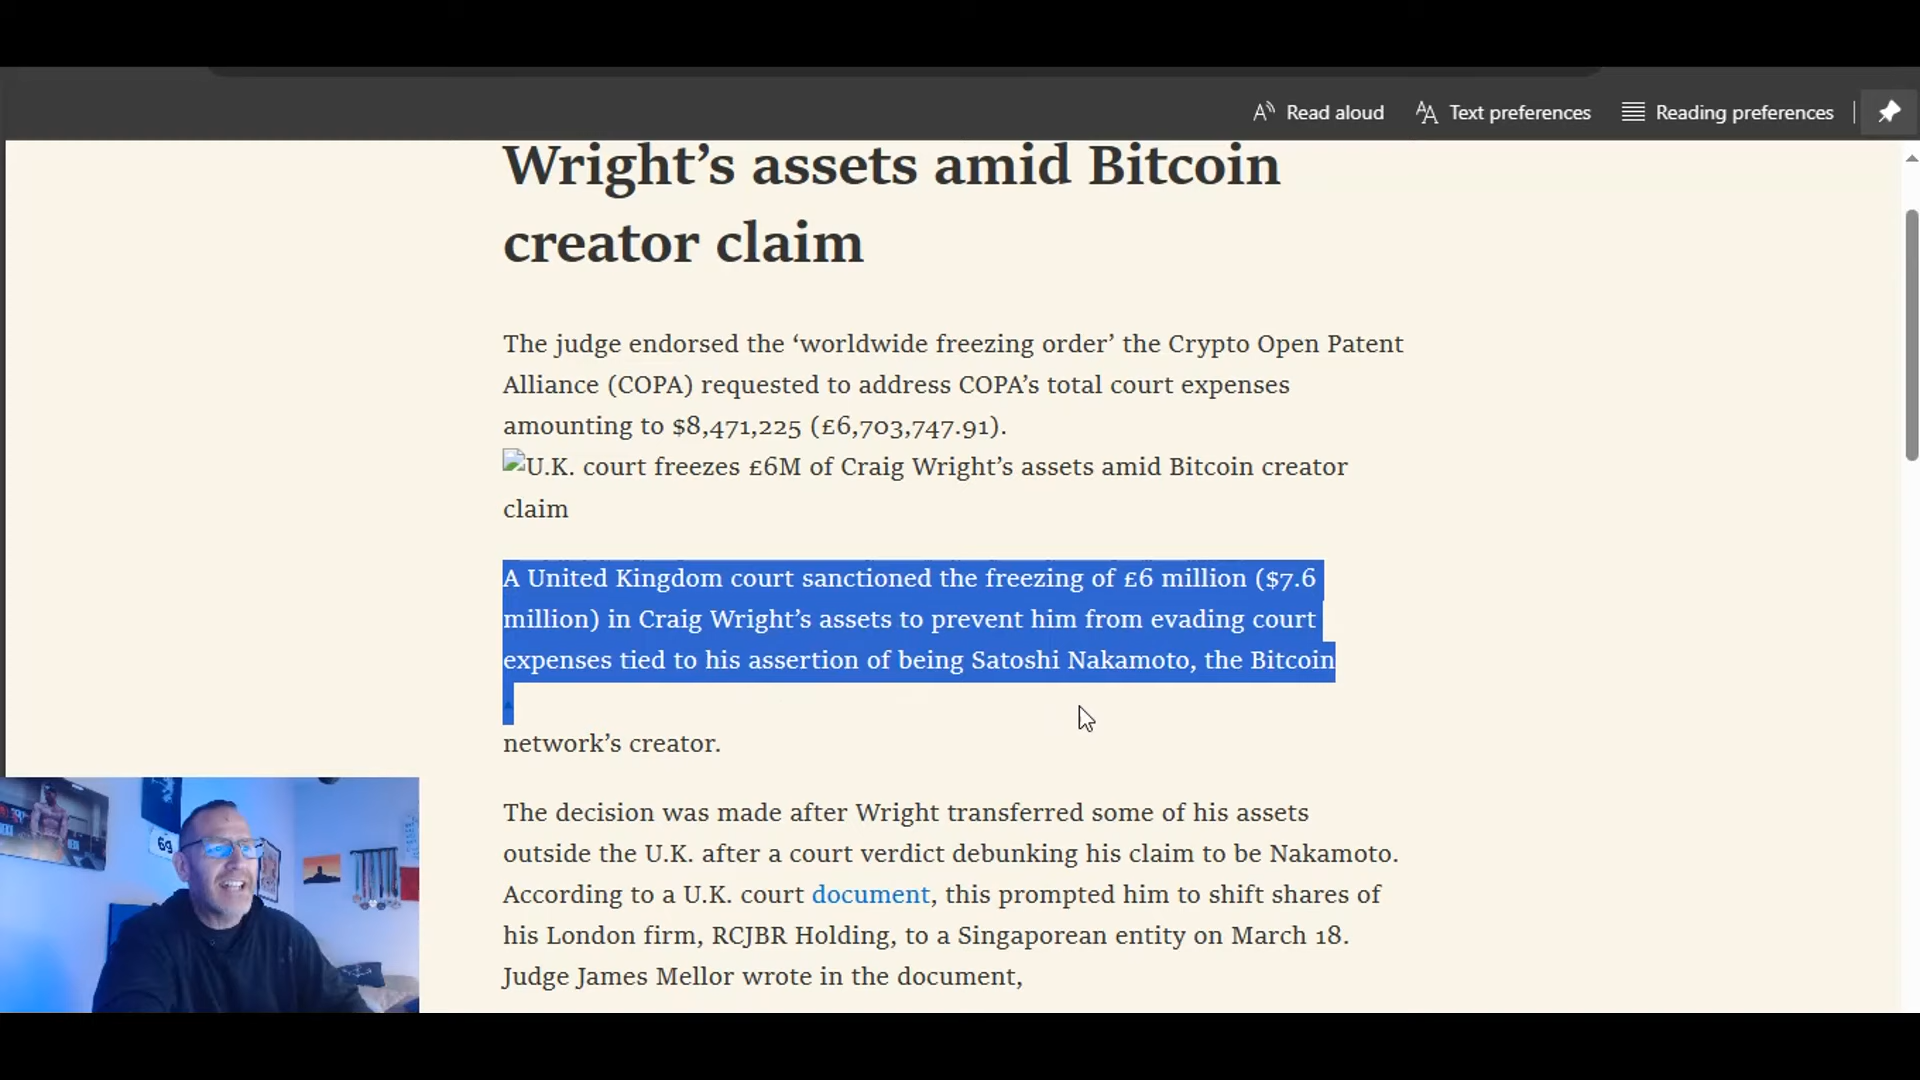 Read aloud
Text preferences
Reading preferences
Wright’s assets amid Bitcoin
creator claim
The judge endorsed the ‘worldwide freezing order’ the Crypto Open Patent
Alliance (COPA) requested to address COPA’s total court expenses
amounting to $8,471,225 (£6,703,747.91).
U.K. court freezes £6M of Craig Wright’s assets amid Bitcoin creator
claim
A United Kingdom court sanctioned the freezing of £6 million ($7.6
million) in Craig Wright’s assets to prevent him from evading court
expenses tied to his assertion of being Satoshi Nakamoto, the Bitcoin
network’s creator.
The decision was made after Wright transferred some of his assets
outside the U.K. after a court verdict debunking his claim to be Nakamoto.
According to a U.K. court document, this prompted him to shift shares of
his London firm, RCJBR Holding, to a Singaporean entity on March 18.
Judge James Mellor wrote in the document,
69